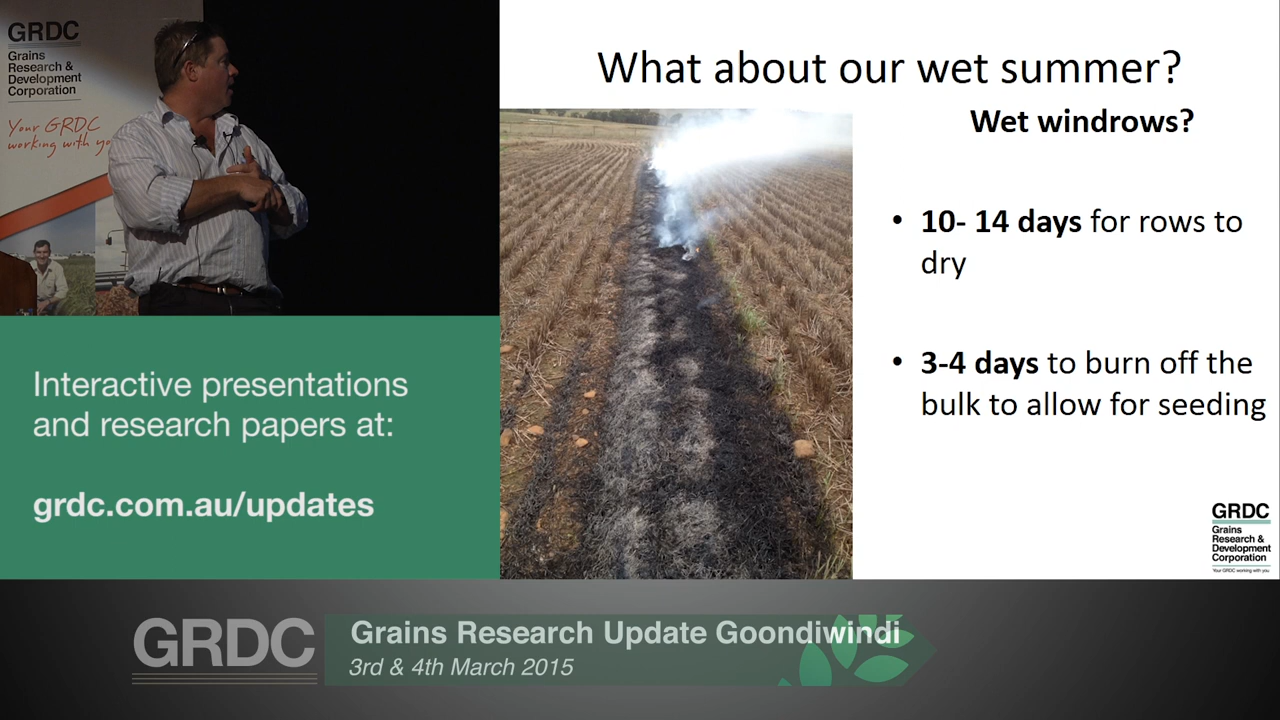 GRDC
Grains
Research &
Development
Corporation
Your GRDC
working with yo
What about our wet summer?
Wet windrows?
• 10- 14 days for rows to
dry
• 3-4 days to burn off the
bulk to allow for seeding
GRDC
Grains
Research &
Development
Corporation
Your GRDC working with you
Interactive presentations
and research papers at:
grdc.com.au/updates
GRDC
Grains Research Update Goondiwindi
3rd & 4th March 2015